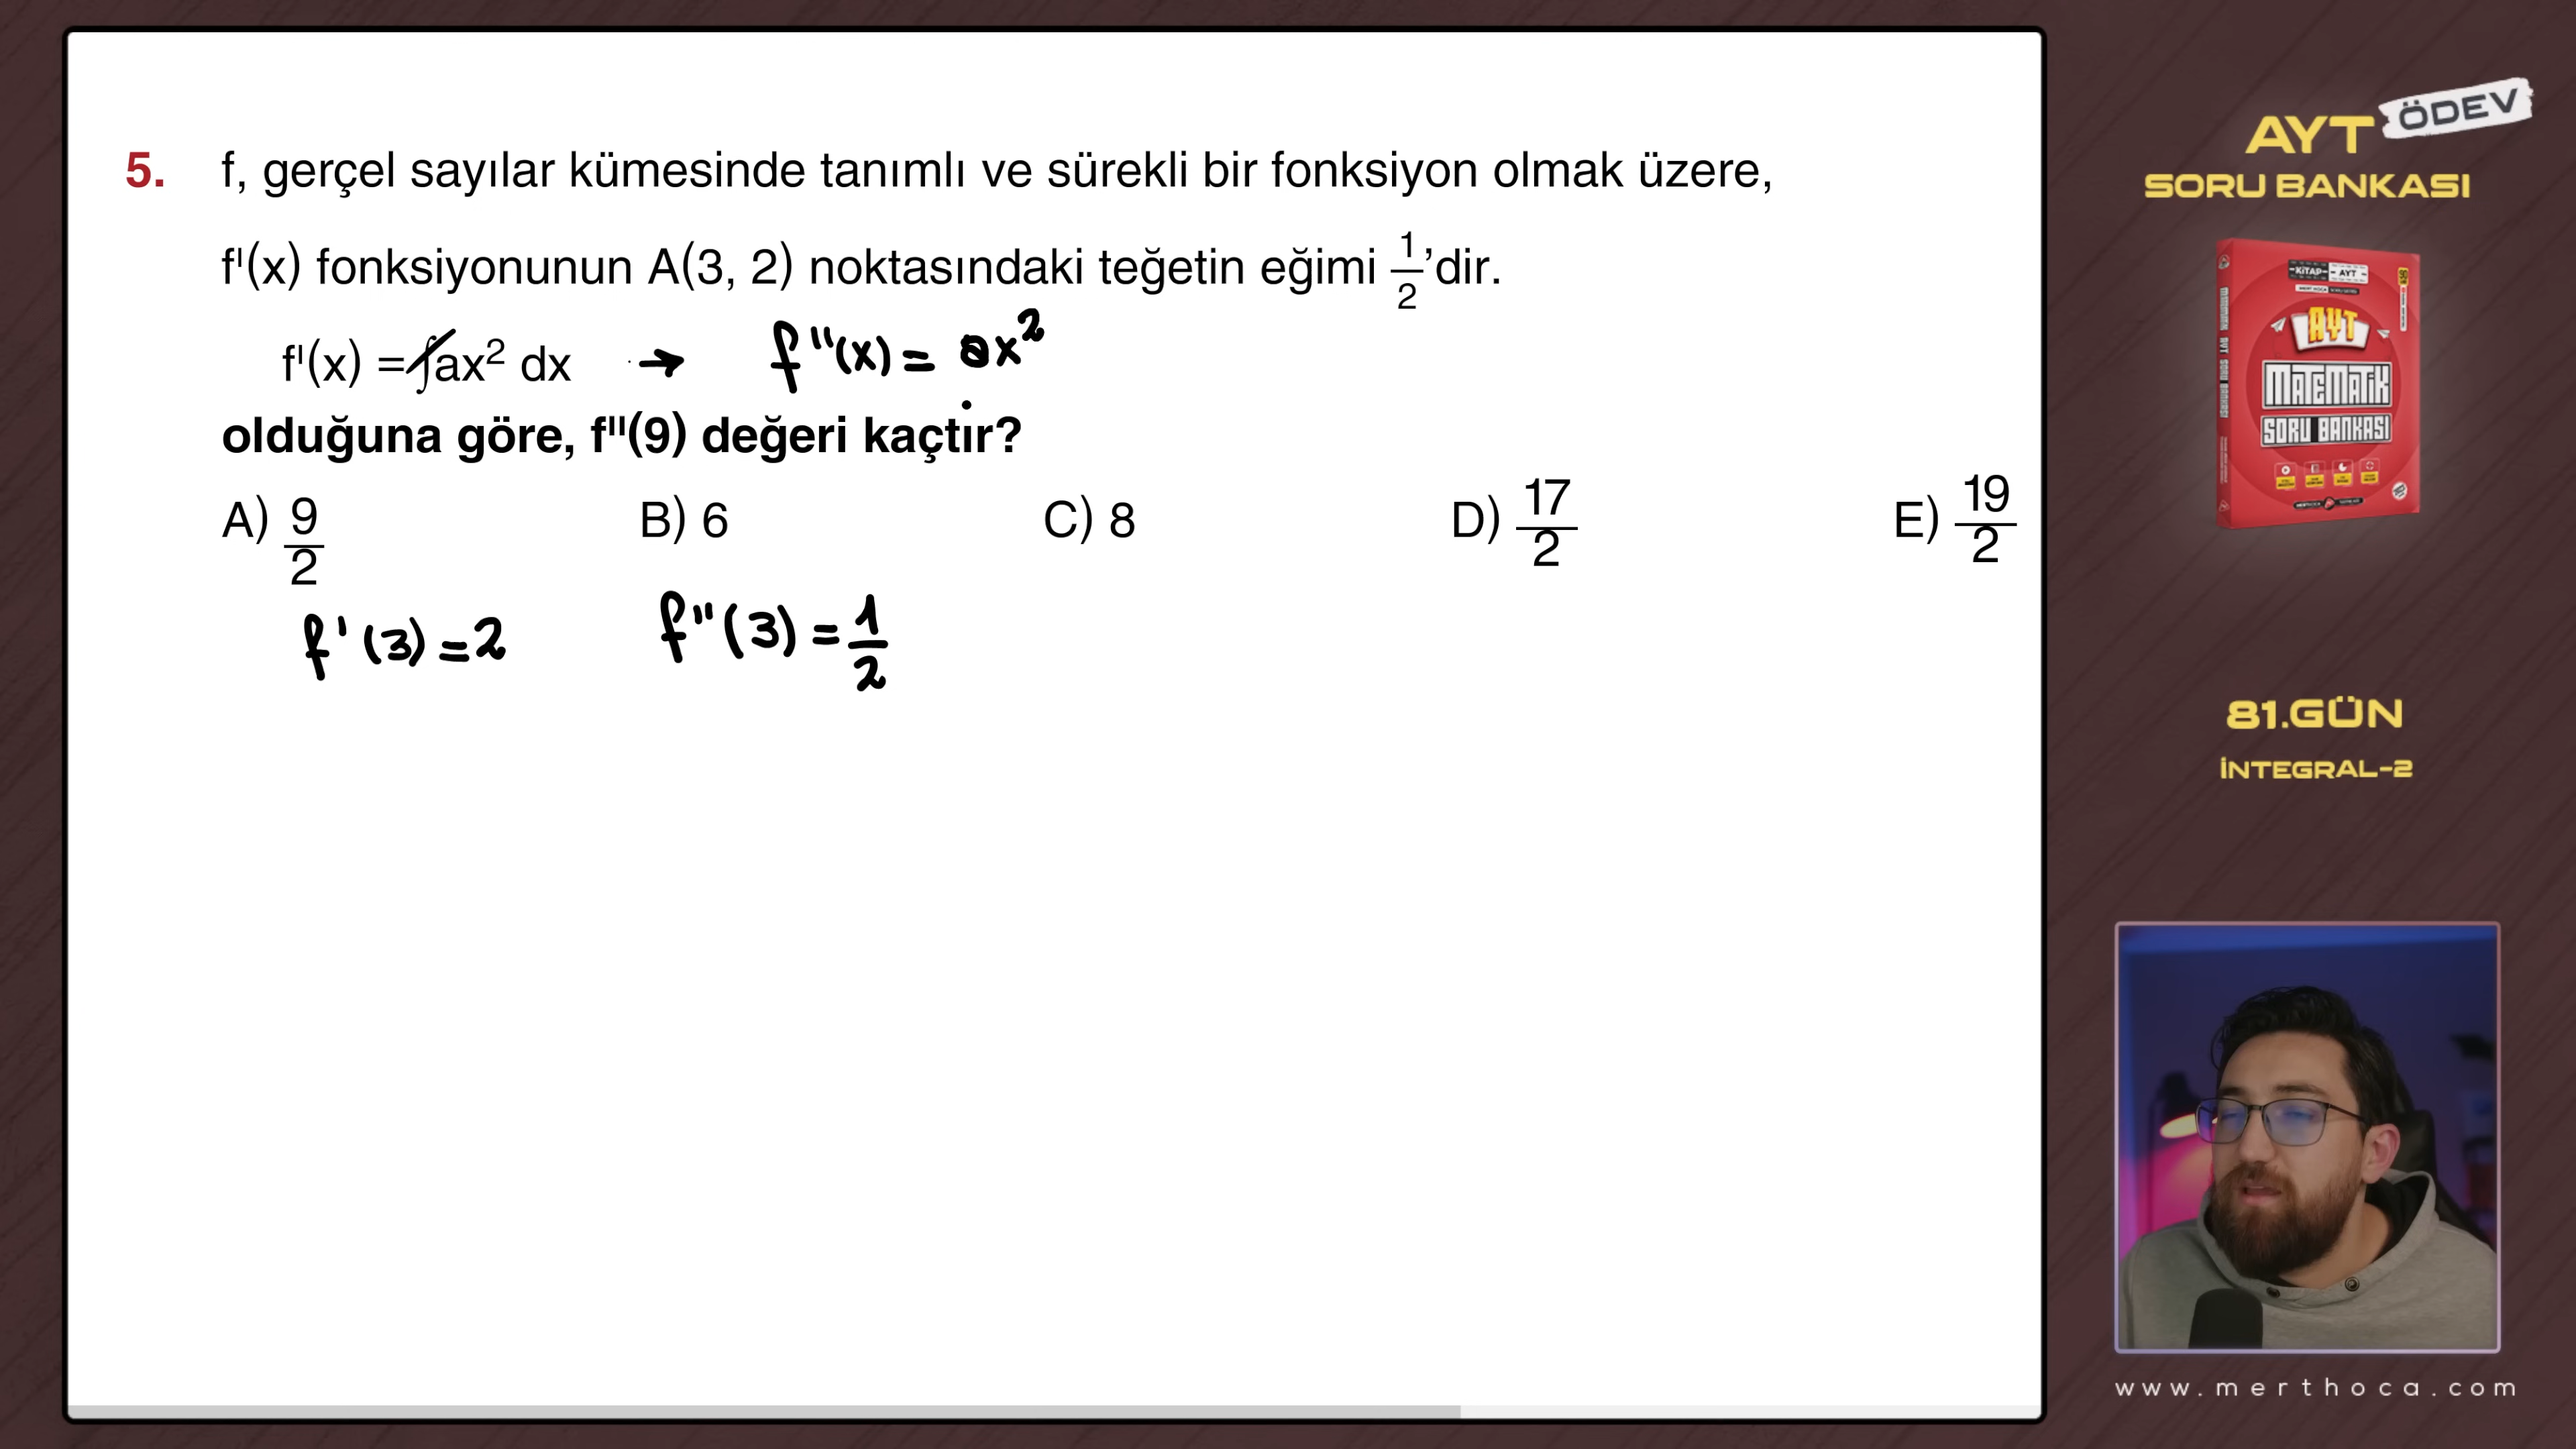 5. f, gerçel sayılar kümesinde tanımlı ve sürekli bir fonksiyon olmak üzere,
f'(x) fonksiyonunun A(3, 2) noktasındaki teğetin eğimi 1/2'dir.
f'(x) = ∫ax² dx → f''(x) = ax²
olduğuna göre, f''(9) değeri kaçtır?
A) 9/2 B) 6 C) 8 D) 17/2 E) 19/2
f'(3) = 2 f''(3) = 1/2
AYT ÖDEV
SORU BANKASI
KİTAP AYT
AYT
MATEMATİK
SORU BANKASI
81.GÜN
İNTEGRAL-2
www.merthoca.com